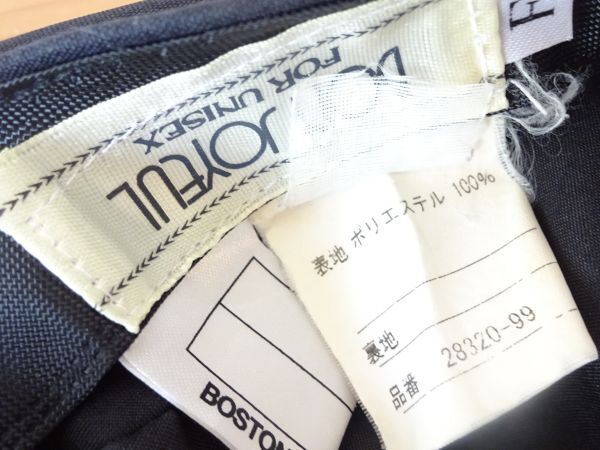 JOYFUL
FOR UNISEX
表地 ポリエステル 100%
裏地
品番 28320-99
BOSTON